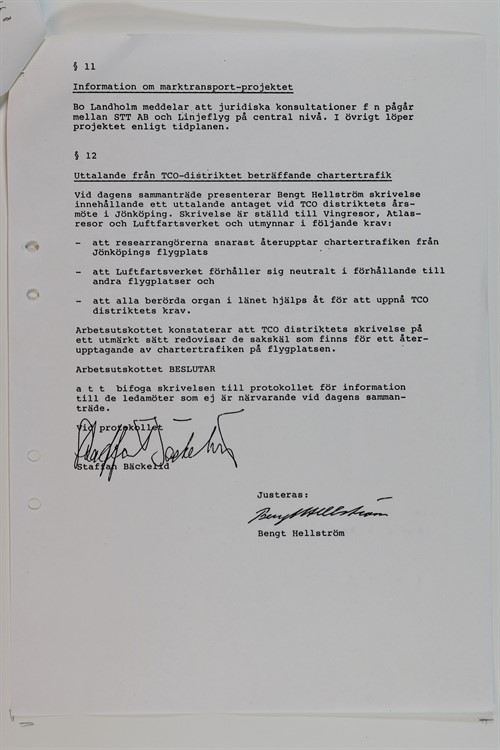 § 11
Information om marktransport-projektet
Bo Landholm meddelar att juridiska konsultationer f n pågår
mellan STT AB och Linjeflyg på central nivå. I övrigt löper
projektet enligt tidplanen.
§ 12
Uttalande från TCO-distriktet beträffande chartertrafik
Vid dagens sammanträde presenterar Bengt Hellström skrivelse
innehållande ett uttalande antaget vid TCO distriktets års-
möte i Jönköping. Skrivelse är ställd till Vingresor, Atlas-
resor och Luftfartsverket och utmynnar i följande krav:
- att researrangörerna snarast återupptar chartertrafiken från
Jönköpings flygplats
- att Luftfartsverket förhåller sig neutralt i förhållande till
andra flygplatser och
- att alla berörda organ i länet hjälps åt för att uppnå TCO
distriktets krav.
Arbetsutskottet konstaterar att TCO distriktets skrivelse på
ett utmärkt sätt redovisar de sakskäl som finns för ett åter-
upptagande av chartertrafiken på flygplatsen.
Arbetsutskottet BESLUTAR
a t t bifoga skrivelsen till protokollet för information
till de ledamöter som ej är närvarande vid dagens samman-
träde.
Vid protokollet
Staffan Bäckelid
Staffan Bäckelid
Justeras:
Bengt Hellström
Bengt Hellström